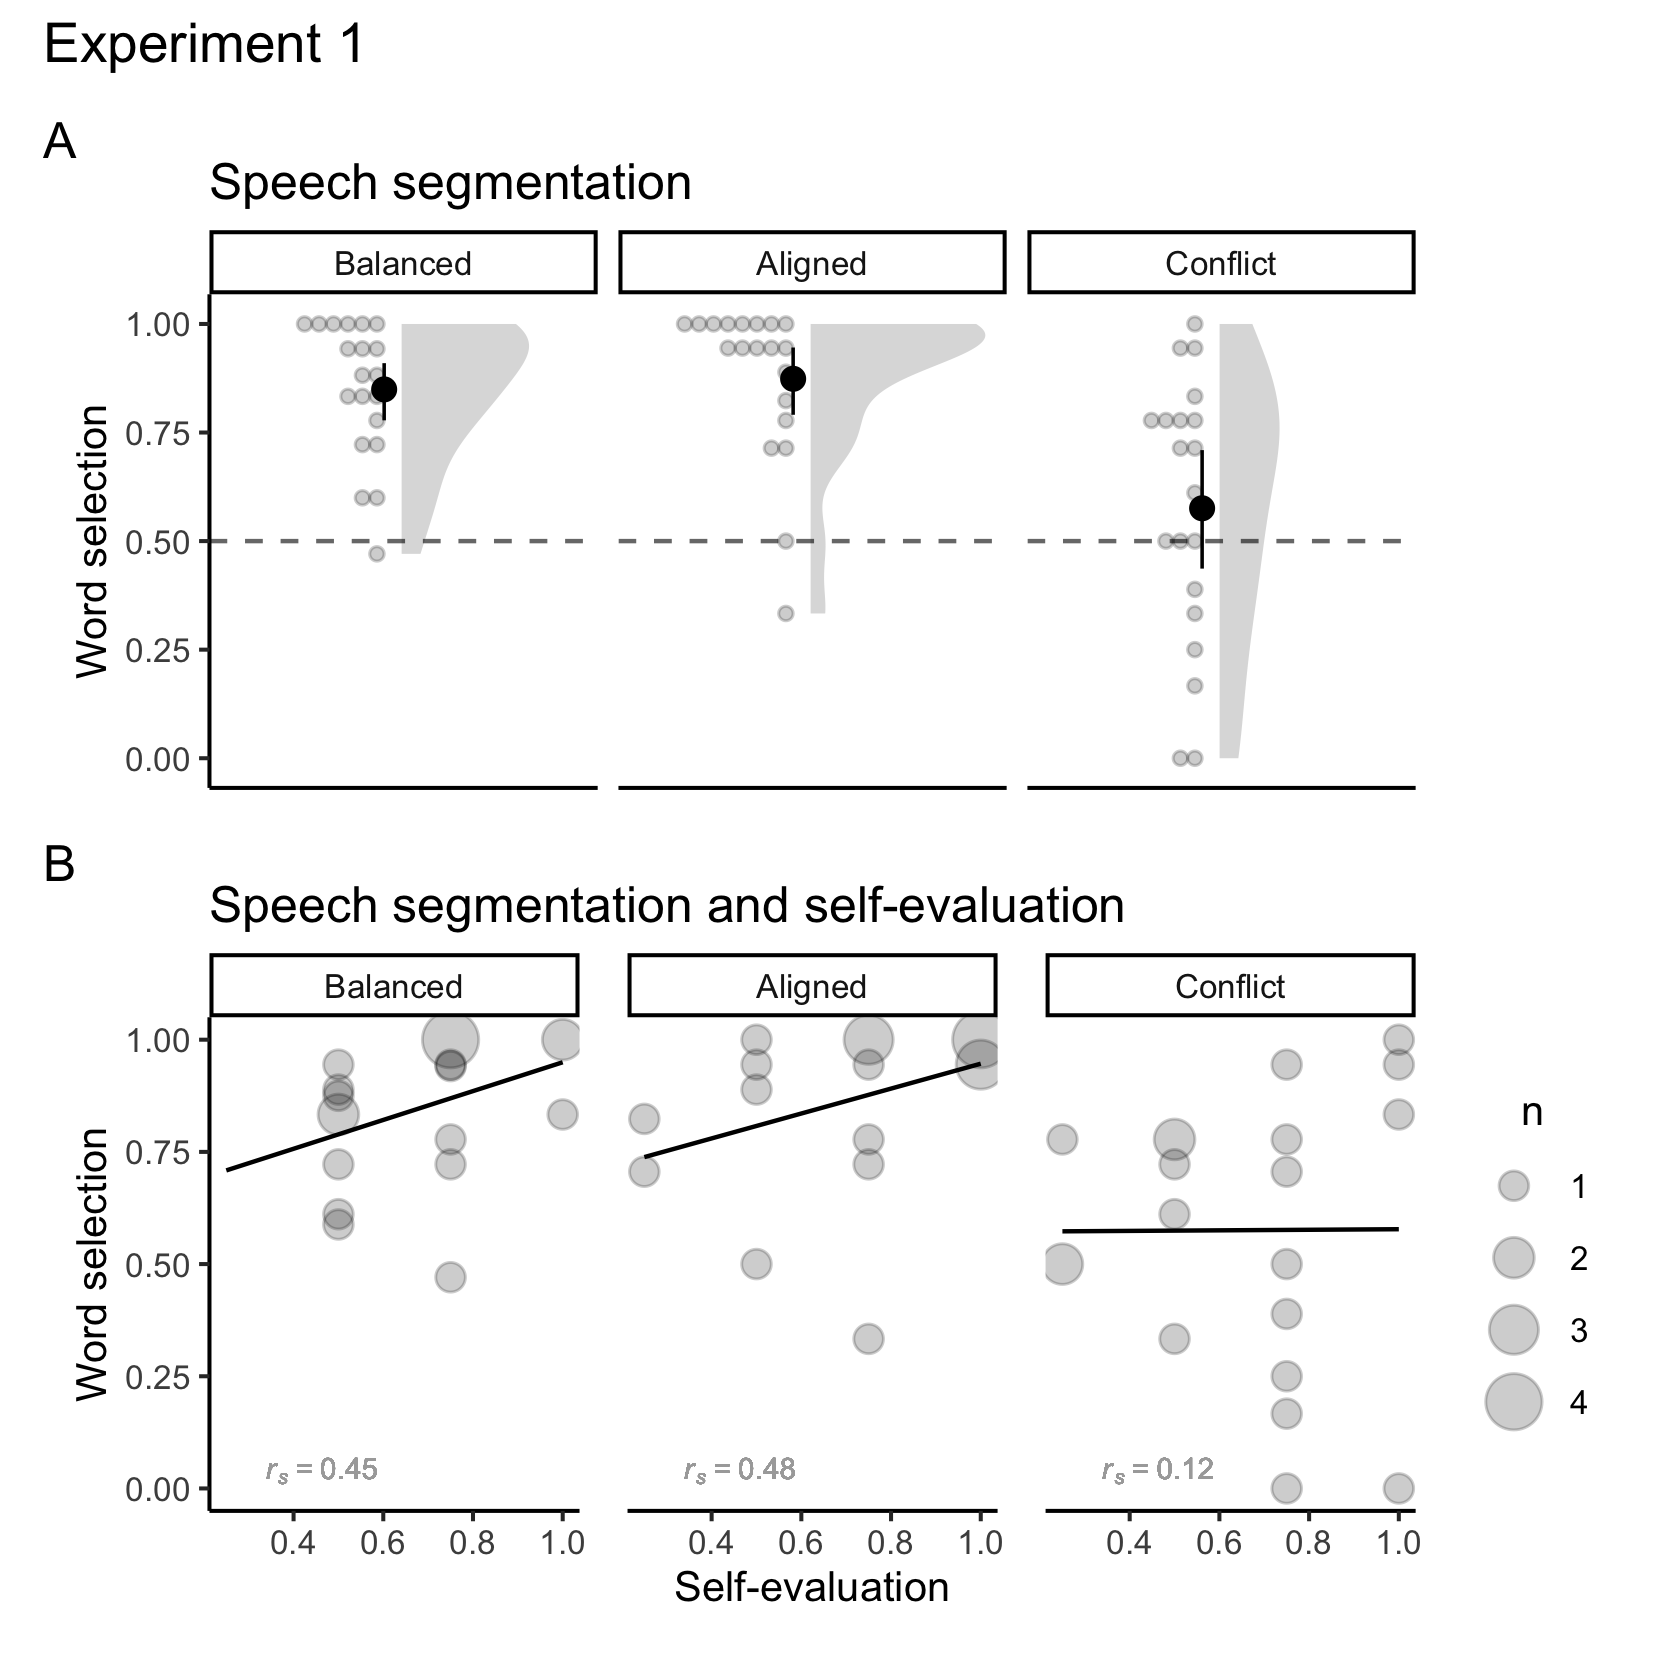 Experiment 1
A
Speech segmentation
Balanced Aligned Conflict
Word selection
1.00
0.75
0.50
0.25
0.00
B
Speech segmentation and self-evaluation
Balanced Aligned Conflict
Word selection
1.00
0.75
0.50
0.25
0.00
rs = 0.45 rs = 0.48 rs = 0.12
0.4 0.6 0.8 1.0 0.4 0.6 0.8 1.0 0.4 0.6 0.8 1.0
Self-evaluation
n
1
2
3
4